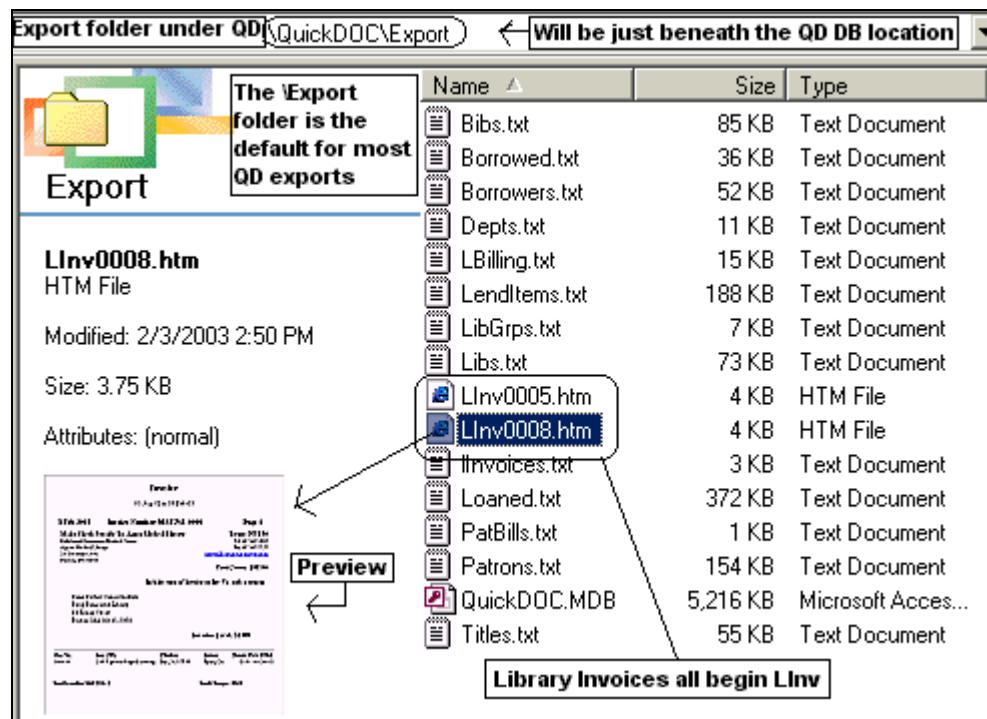 Export folder under QD
\QuickDOC\Export
Will be just beneath the QD DB location
The \Export
folder is the
default for most
QD exports
Export
LInv0008.htm
HTM File
Modified: 2/3/2003 2:50 PM
Size: 3.75 KB
Attributes: (normal)
Invoice
Preview
Name Size Type
Bibs.txt 85 KB Text Document
Borrowed.txt 36 KB Text Document
Borrowers.txt 52 KB Text Document
Depts.txt 11 KB Text Document
LBilling.txt 15 KB Text Document
LendItems.txt 188 KB Text Document
LibGrps.txt 7 KB Text Document
Libs.txt 73 KB Text Document
LInv0005.htm 4 KB HTM File
LInv0008.htm 4 KB HTM File
lInvoices.txt 3 KB Text Document
Loaned.txt 372 KB Text Document
PatBills.txt 1 KB Text Document
Patrons.txt 154 KB Text Document
QuickDOC.MDB 5,216 KB Microsoft Acces...
Titles.txt 55 KB Text Document
Library Invoices all begin LInv